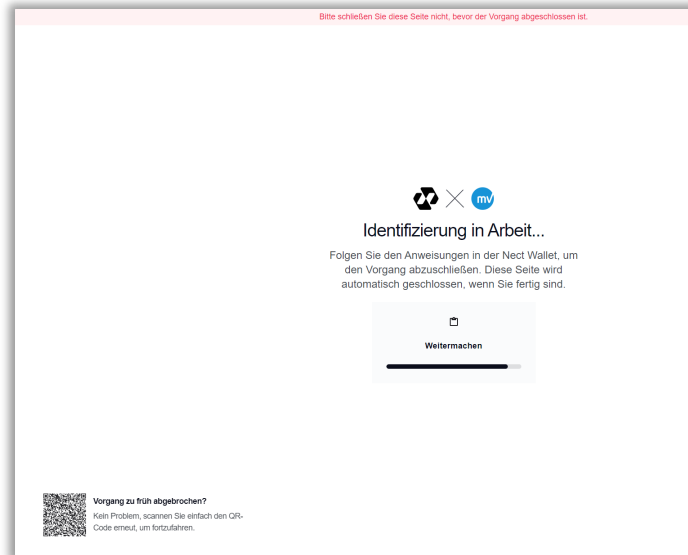 Bitte schließen Sie diese Seite nicht, bevor der Vorgang abgeschlossen ist.
mv
Identifizierung in Arbeit...
Folgen Sie den Anweisungen in der Nect Wallet, um
den Vorgang abzuschließen. Diese Seite wird
automatisch geschlossen, wenn Sie fertig sind.
Weitermachen
Vorgang zu früh abgebrochen?
Kein Problem, scannen Sie einfach den QR-
Code erneut, um fortzufahren.